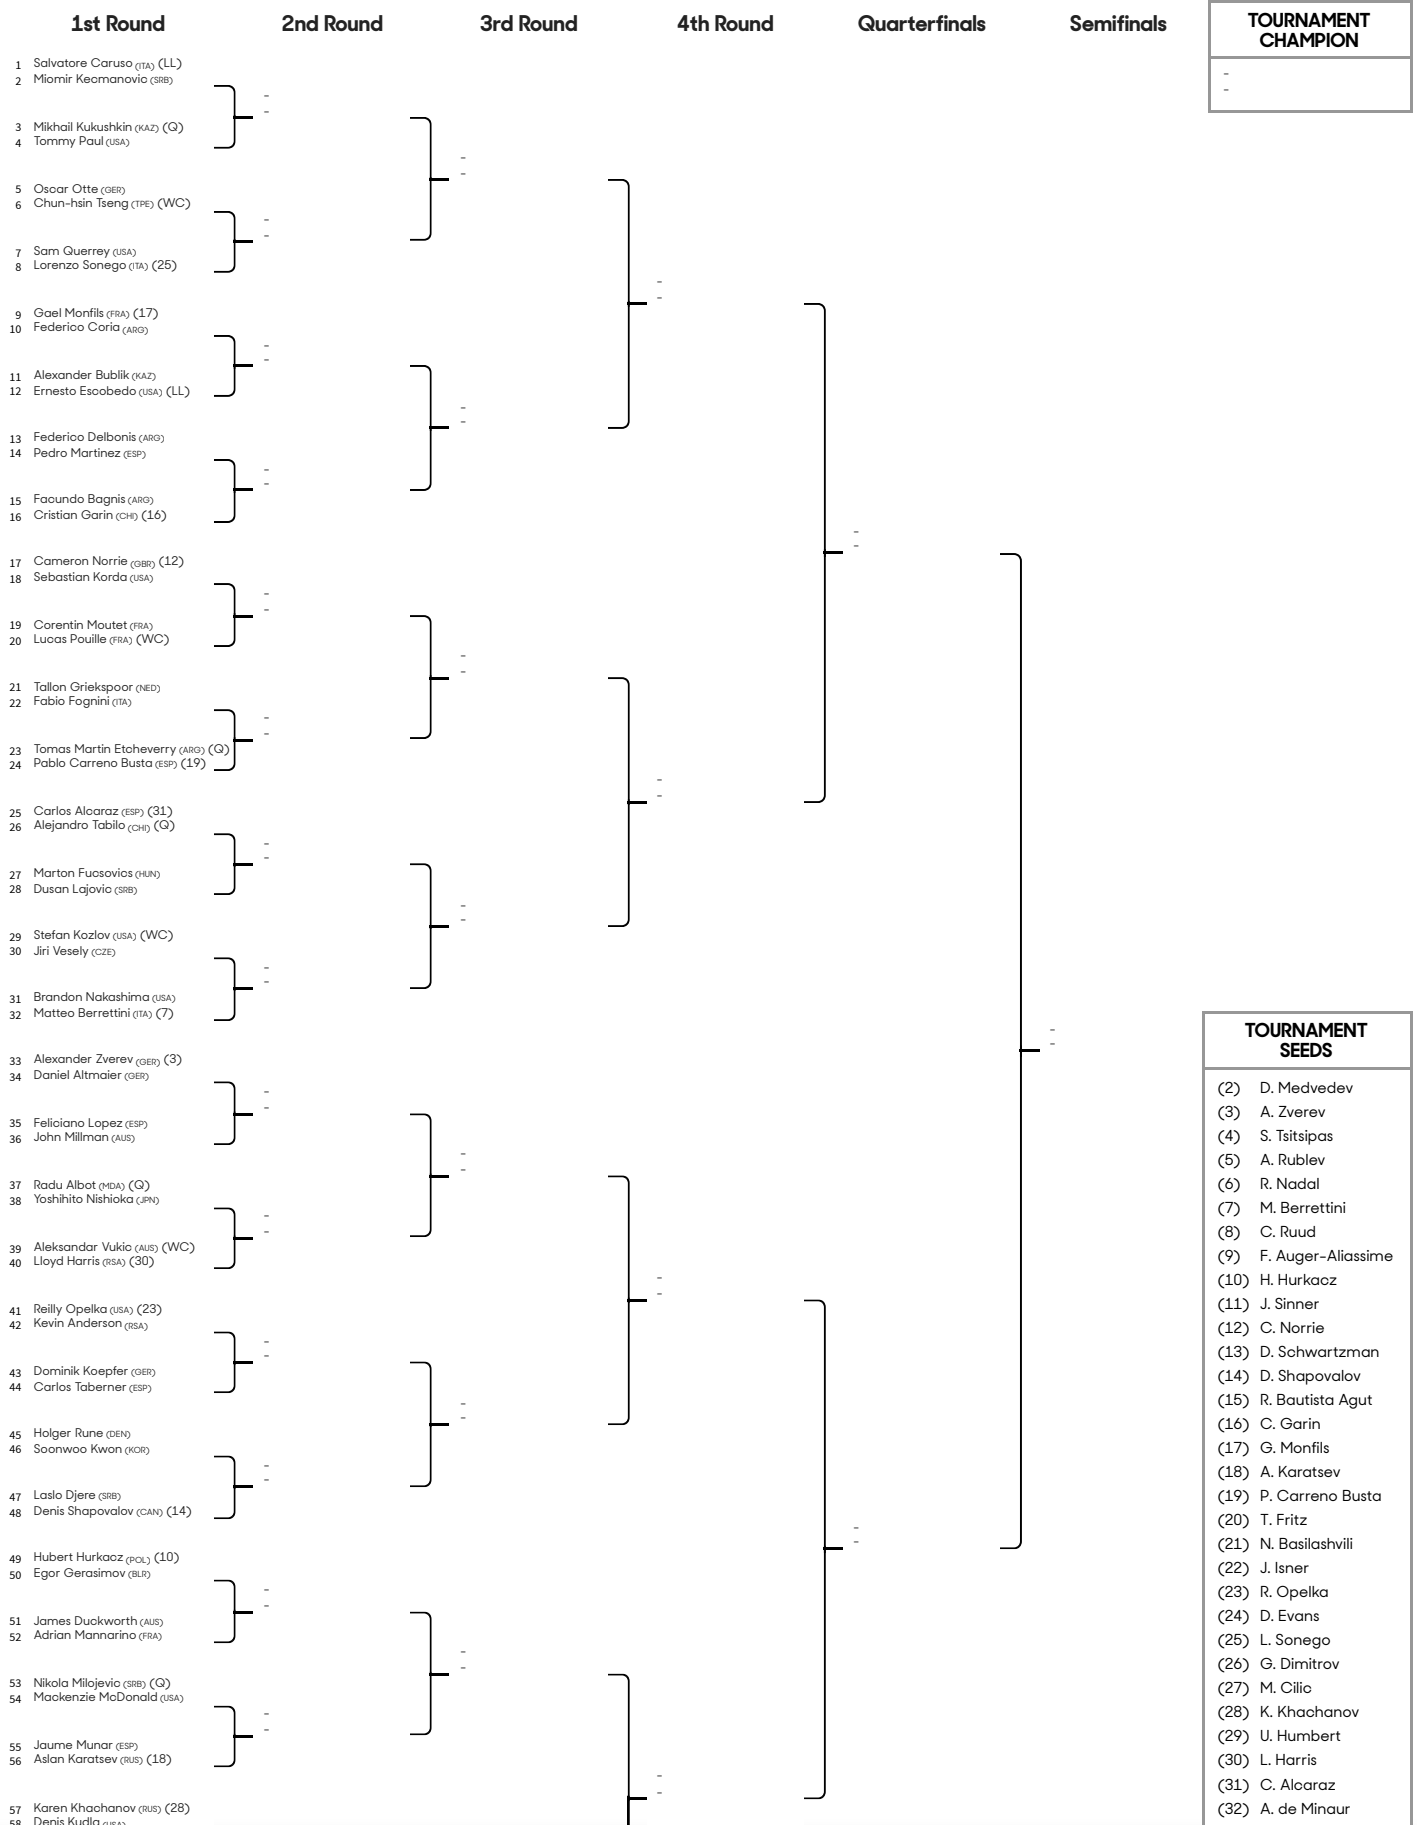 1st Round
2nd Round
3rd Round
4th Round
Quarterfinals
Semifinals
TOURNAMENT
CHAMPION
-
-
1 Salvatore Caruso (ITA) (LL)
2 Miomir Kecmanovic (SRB)
3 Mikhail Kukushkin (KAZ) (Q)
4 Tommy Paul (USA)
5 Oscar Otte (GER)
6 Chun-hsin Tseng (TPE) (WC)
7 Sam Querrey (USA)
8 Lorenzo Sonego (ITA) (25)
9 Gael Monfils (FRA) (17)
10 Federico Coria (ARG)
11 Alexander Bublik (KAZ)
12 Ernesto Escobedo (USA) (LL)
13 Federico Delbonis (ARG)
14 Pedro Martinez (ESP)
15 Facundo Bagnis (ARG)
16 Cristian Garin (CHI) (16)
17 Cameron Norrie (GBR) (12)
18 Sebastian Korda (USA)
19 Corentin Moutet (FRA)
20 Lucas Pouille (FRA) (WC)
21 Tallon Griekspoor (NED)
22 Fabio Fognini (ITA)
23 Tomas Martin Etcheverry (ARG) (Q)
24 Pablo Carreno Busta (ESP) (19)
25 Carlos Alcaraz (ESP) (31)
26 Alejandro Tabilo (CHI) (Q)
27 Marton Fucsovics (HUN)
28 Dusan Lajovic (SRB)
29 Stefan Kozlov (USA) (WC)
30 Jiri Vesely (CZE)
31 Brandon Nakashima (USA)
32 Matteo Berrettini (ITA) (7)
33 Alexander Zverev (GER) (3)
34 Daniel Altmaier (GER)
35 Feliciano Lopez (ESP)
36 John Millman (AUS)
37 Radu Albot (MDA) (Q)
38 Yoshihito Nishioka (JPN)
39 Aleksandar Vukic (AUS) (WC)
40 Lloyd Harris (RSA) (30)
41 Reilly Opelka (USA) (23)
42 Kevin Anderson (RSA)
43 Dominik Koepfer (GER)
44 Carlos Taberner (ESP)
45 Holger Rune (DEN)
46 Soonwoo Kwon (KOR)
47 Laslo Djere (SRB)
48 Denis Shapovalov (CAN) (14)
49 Hubert Hurkacz (POL) (10)
50 Egor Gerasimov (BLR)
51 James Duckworth (AUS)
52 Adrian Mannarino (FRA)
53 Nikola Milojevic (SRB) (Q)
54 Mackenzie McDonald (USA)
55 Jaume Munar (ESP)
56 Aslan Karatsev (RUS) (18)
57 Karen Khachanov (RUS) (28)
58 Denis Kudla (USA)
TOURNAMENT
SEEDS
(2) D. Medvedev
(3) A. Zverev
(4) S. Tsitsipas
(5) A. Rublev
(6) R. Nadal
(7) M. Berrettini
(8) C. Ruud
(9) F. Auger-Aliassime
(10) H. Hurkacz
(11) J. Sinner
(12) C. Norrie
(13) D. Schwartzman
(14) D. Shapovalov
(15) R. Bautista Agut
(16) C. Garin
(17) G. Monfils
(18) A. Karatsev
(19) P. Carreno Busta
(20) T. Fritz
(21) N. Basilashvili
(22) J. Isner
(23) R. Opelka
(24) D. Evans
(25) L. Sonego
(26) G. Dimitrov
(27) M. Cilic
(28) K. Khachanov
(29) U. Humbert
(30) L. Harris
(31) C. Alcaraz
(32) A. de Minaur